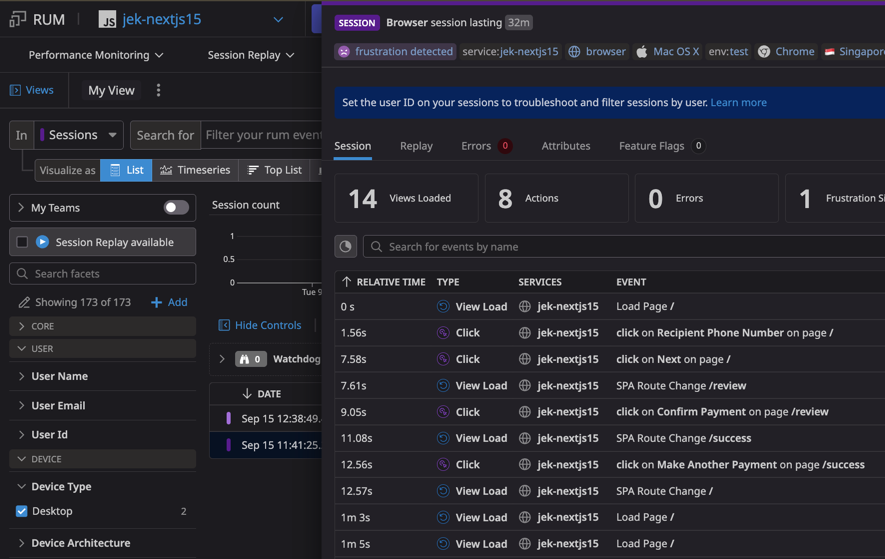 RUM
JS jek-nextjs15
Performance Monitoring
Session Replay
Views
My View
In
Sessions
Search for
Filter your rum event
Visualize as
List
Timeseries
Top List
My Teams
Session Replay available
Search facets
Showing 173 of 173
Add
CORE
USER
User Name
User Email
User Id
DEVICE
Device Type
Desktop 2
Device Architecture
Session count
1
0.5
0
Tue 9
Hide Controls
0 Watchdog
DATE
Sep 15 12:38:49..
Sep 15 11:41:25..
SESSION Browser session lasting 32m
frustration detected service:jek-nextjs15 browser Mac OS X env:test Chrome Singapore
Set the user ID on your sessions to troubleshoot and filter sessions by user. Learn more
Session Replay Errors 0 Attributes Feature Flags 0
14 Views Loaded
8 Actions
0 Errors
1 Frustration Si
Search for events by name
RELATIVE TIME TYPE SERVICES EVENT
0 s View Load jek-nextjs15 Load Page /
1.56s Click jek-nextjs15 click on Recipient Phone Number on page /
7.58s Click jek-nextjs15 click on Next on page /
7.61s View Load jek-nextjs15 SPA Route Change /review
9.05s Click jek-nextjs15 click on Confirm Payment on page /review
11.08s View Load jek-nextjs15 SPA Route Change /success
12.56s Click jek-nextjs15 click on Make Another Payment on page /success
12.57s View Load jek-nextjs15 SPA Route Change /
1m 3s View Load jek-nextjs15 Load Page /
1m 5s View Load jek-nextjs15 Load Page /